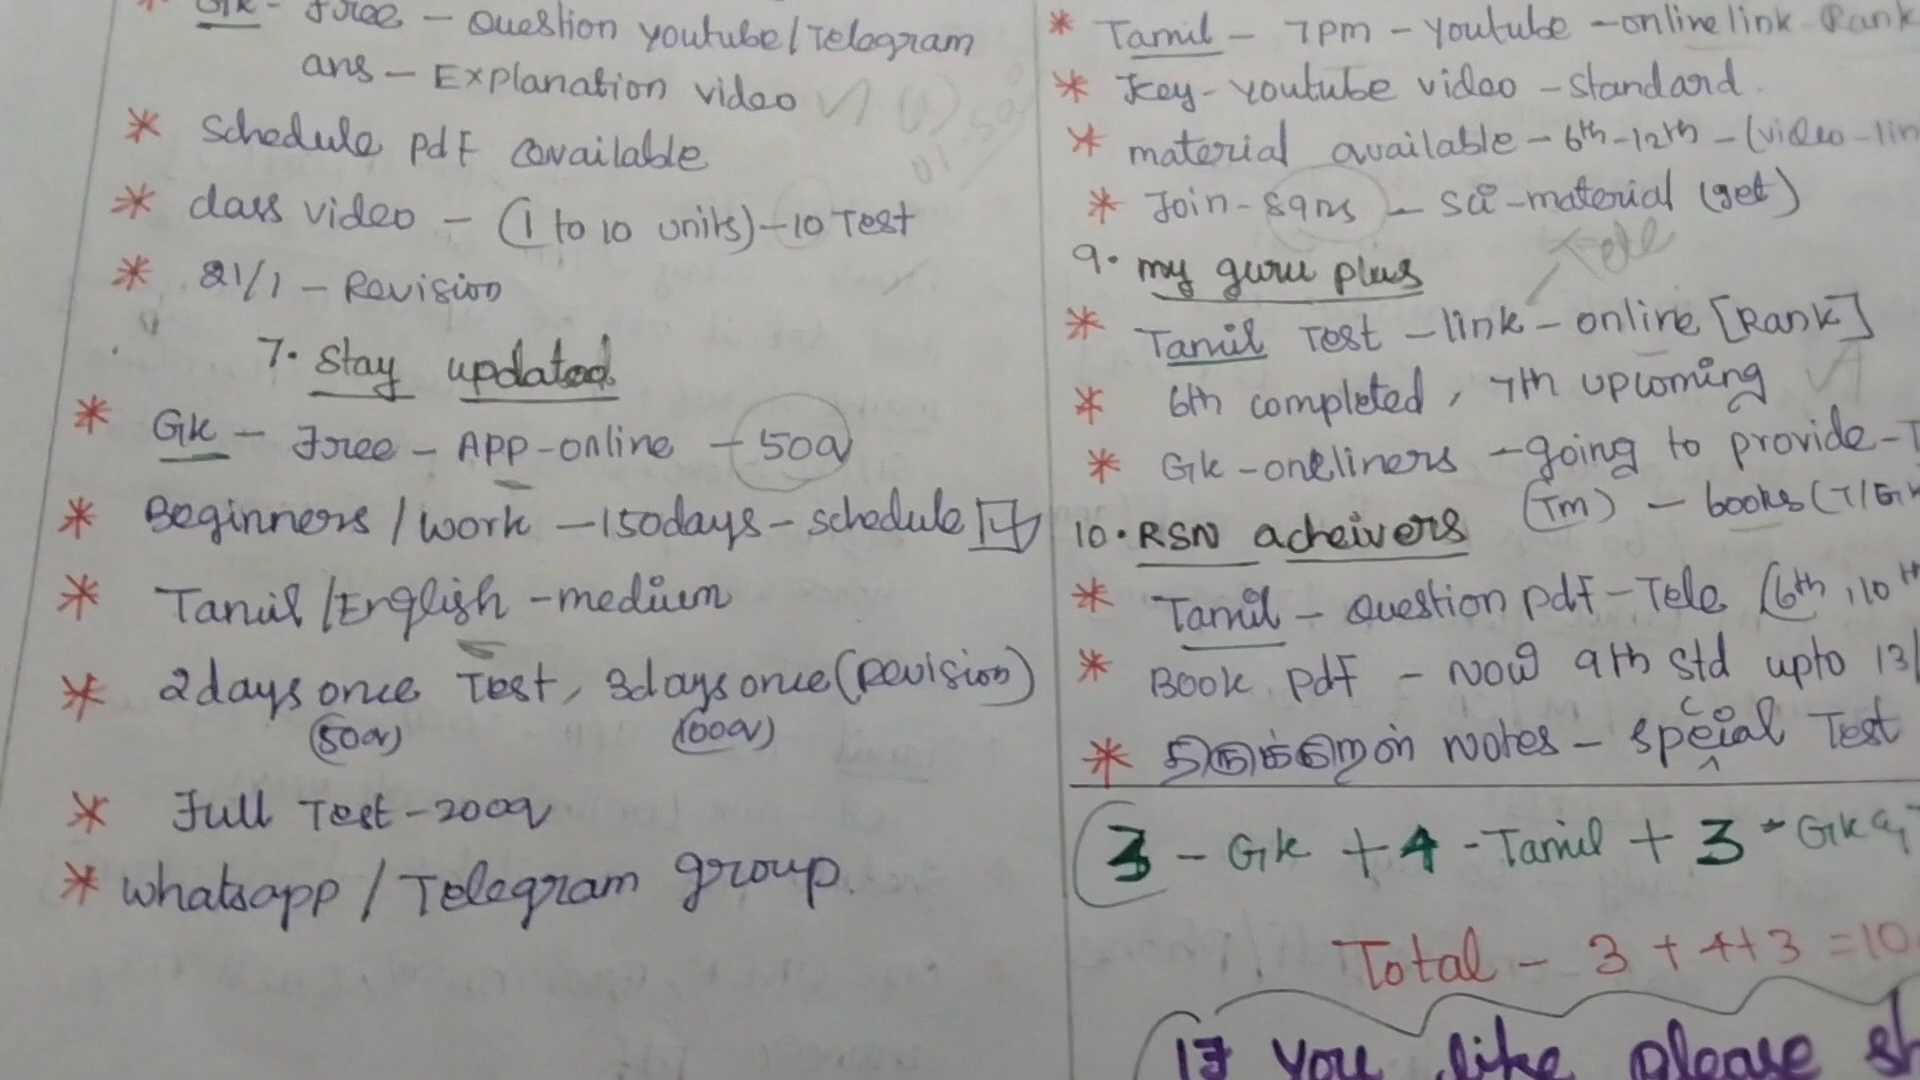 Gk - Free - Question youtube/Telegram
ans - Explanation video
* Schedule pdf available
* class video - (1 to 10 units) - 10 Test
* 21/1 - Revision
7. Stay updated
* Gk - Free - APP - online - 50Q
* Beginners / work - 150days - schedule
* Tamil / English - medium
* 2days once Test, 3days once (Revision)
(50Q) (100Q)
* Full Test - 200Q
* whatsapp / Telegram group.
* Tamil - 7pm - youtube - online link - Rank
* Key - youtube video - standard
* material available - 6th - 12th - (video - lin
* Join - 89rs - sci - material (get)
Tele
9. my guru plus
* Tamil Test - link - online [Rank]
* 6th completed, 7th upcoming
* Gk - oneliners - going to provide - T
(Tm) - books (T/GK
10. RSN acheivers
* Tamil - Question pdf - Tele (6th, 10th
* Book pdf - Now 9th std upto 13/
* திருக்குறள் Notes - special Test
3 - Gk + 4 - Tamil + 3 - Gk
Total - 3 + 4 + 3 = 10
If you like please sh